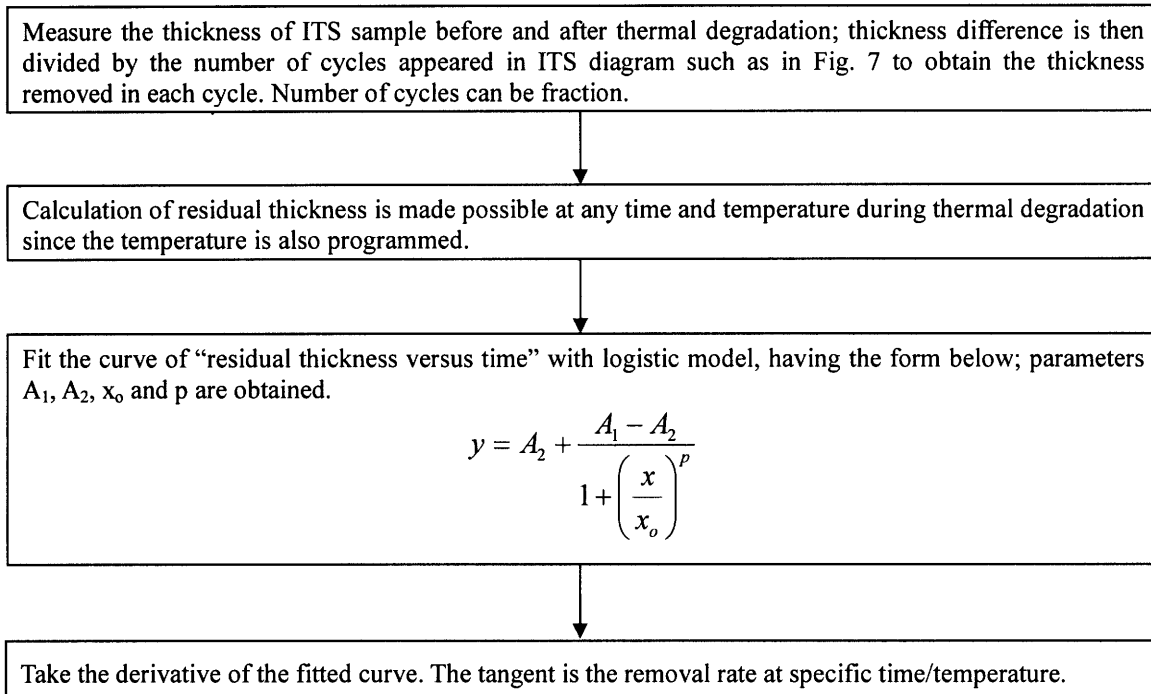 Measure the thickness of ITS sample before and after thermal degradation; thickness difference is then
divided by the number of cycles appeared in ITS diagram such as in Fig. 7 to obtain the thickness
removed in each cycle. Number of cycles can be fraction.
Calculation of residual thickness is made possible at any time and temperature during thermal degradation
since the temperature is also programmed.
Fit the curve of “residual thickness versus time” with logistic model, having the form below; parameters
A₁, A₂, xₒ and p are obtained.
y = A₂ + (A₁ − A₂) / (1 + (x / xₒ)^p)
Take the derivative of the fitted curve. The tangent is the removal rate at specific time/temperature.